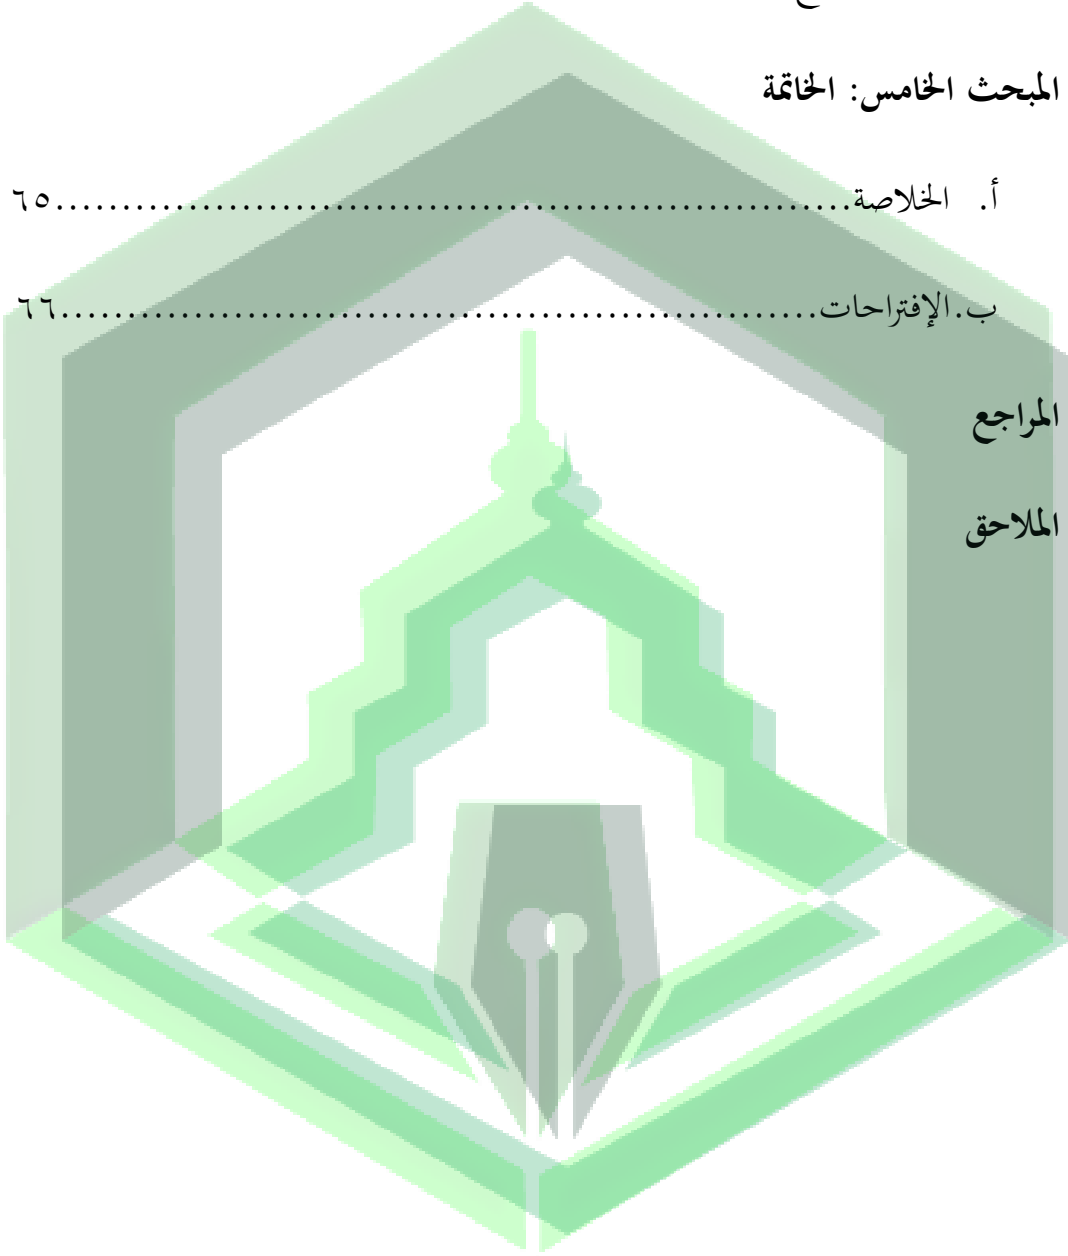 المبحث الخامس: الخاتمة
أ. الخلاصة............................................................٦٥
ب. الإفتراحات.........................................................٦٦
المراجع
الملاحق